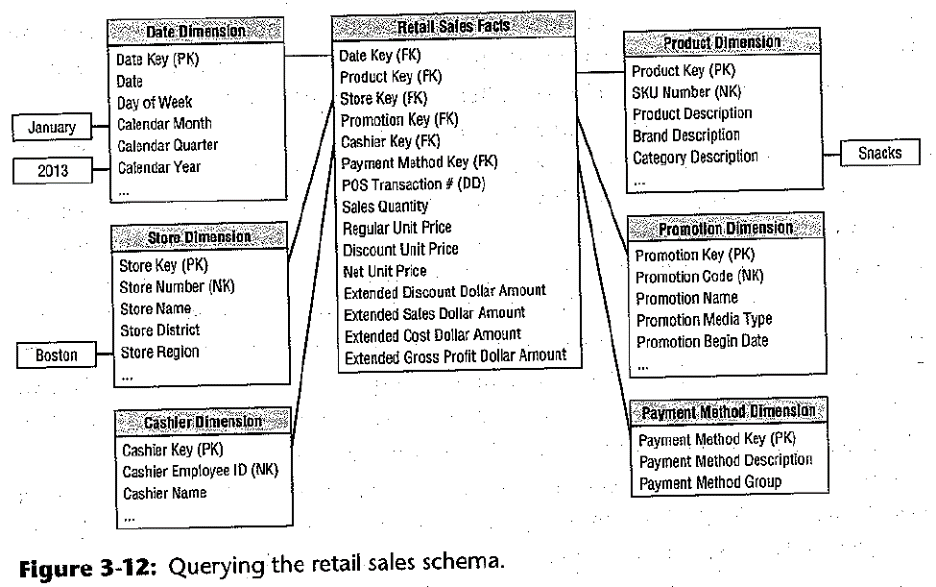 Date Dimension
Date Key (PK)
Date
Day of Week
Calendar Month
Calendar Quarter
Calendar Year
...
January
2013
Store Dimension
Store Key (PK)
Store Number (NK)
Store Name
Store District
Store Region
...
Boston
Cashier Dimension
Cashier Key (PK)
Cashier Employee ID (NK)
Cashier Name
...
Retail Sales Facts
Date Key (FK)
Product Key (FK)
Store Key (FK)
Promotion Key (FK)
Cashier Key (FK)
Payment Method Key (FK)
POS Transaction # (DD)
Sales Quantity
Regular Unit Price
Discount Unit Price
Net Unit Price
Extended Discount Dollar Amount
Extended Sales Dollar Amount
Extended Cost Dollar Amount
Extended Gross Profit Dollar Amount
Product Dimension
Product Key (PK)
SKU Number (NK)
Product Description
Brand Description
Category Description
...
Snacks
Promotion Dimension
Promotion Key (PK)
Promotion Code (NK)
Promotion Name
Promotion Media Type
Promotion Begin Date
...
Payment Method Dimension
Payment Method Key (PK)
Payment Method Description
Payment Method Group
Figure 3-12: Querying the retail sales schema.